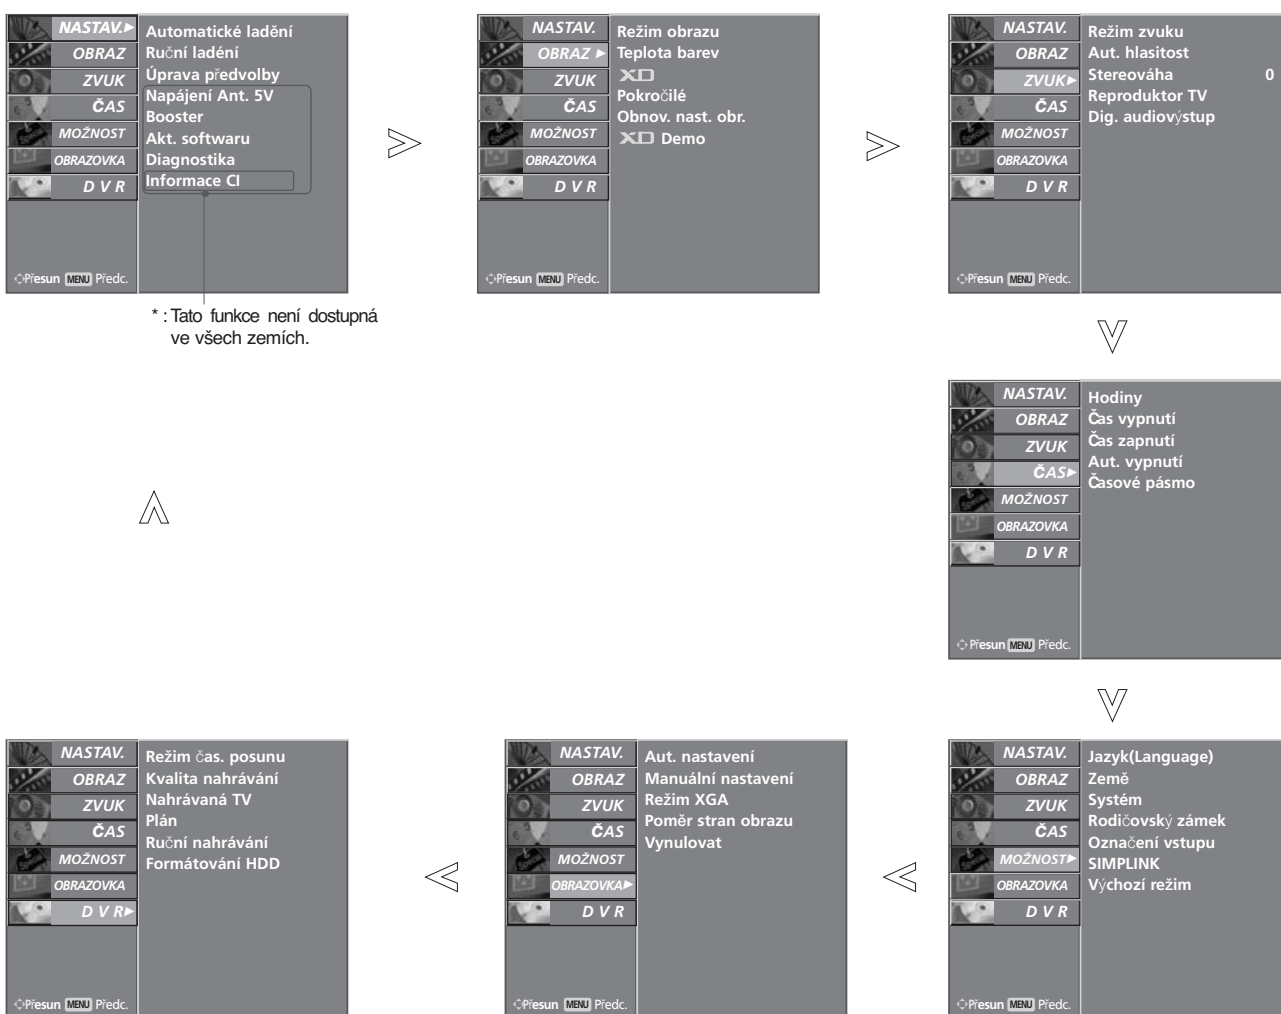 NASTAV.
OBRAZ
ZVUK
ČAS
MOŽNOST
OBRAZOVKA
D V R
Přesun MENU Předc.
Automatické ladění
Ruční ladéní
Úprava předvolby
Napájení Ant. 5V
Booster
Akt. softwaru
Diagnostika
Informace CI
* : Tato funkce není dostupná
ve všech zemích.
NASTAV.
OBRAZ
ZVUK
ČAS
MOŽNOST
OBRAZOVKA
D V R
Přesun MENU Předc.
Režim obrazu
Teplota barev
XD
Pokročilé
Obnov. nast. obr.
XD Demo
NASTAV.
OBRAZ
ZVUK
ČAS
MOŽNOST
OBRAZOVKA
D V R
Přesun MENU Předc.
Režim zvuku
Aut. hlasitost
Stereováha 0
Reproduktor TV
Dig. audiovýstup
NASTAV.
OBRAZ
ZVUK
ČAS
MOŽNOST
OBRAZOVKA
D V R
Přesun MENU Předc.
Hodiny
Čas vypnutí
Čas zapnutí
Aut. vypnutí
Časové pásmo
NASTAV.
OBRAZ
ZVUK
ČAS
MOŽNOST
OBRAZOVKA
D V R
Přesun MENU Předc.
Režim čas. posunu
Kvalita nahrávání
Nahrávaná TV
Plán
Ruční nahrávání
Formátování HDD
NASTAV.
OBRAZ
ZVUK
ČAS
MOŽNOST
OBRAZOVKA
D V R
Přesun MENU Předc.
Aut. nastavení
Manuální nastavení
Režim XGA
Poměr stran obrazu
Vynulovat
NASTAV.
OBRAZ
ZVUK
ČAS
MOŽNOST
OBRAZOVKA
D V R
Přesun MENU Předc.
Jazyk(Language)
Země
Systém
Rodičovský zámek
Označení vstupu
SIMPLINK
Výchozí režim